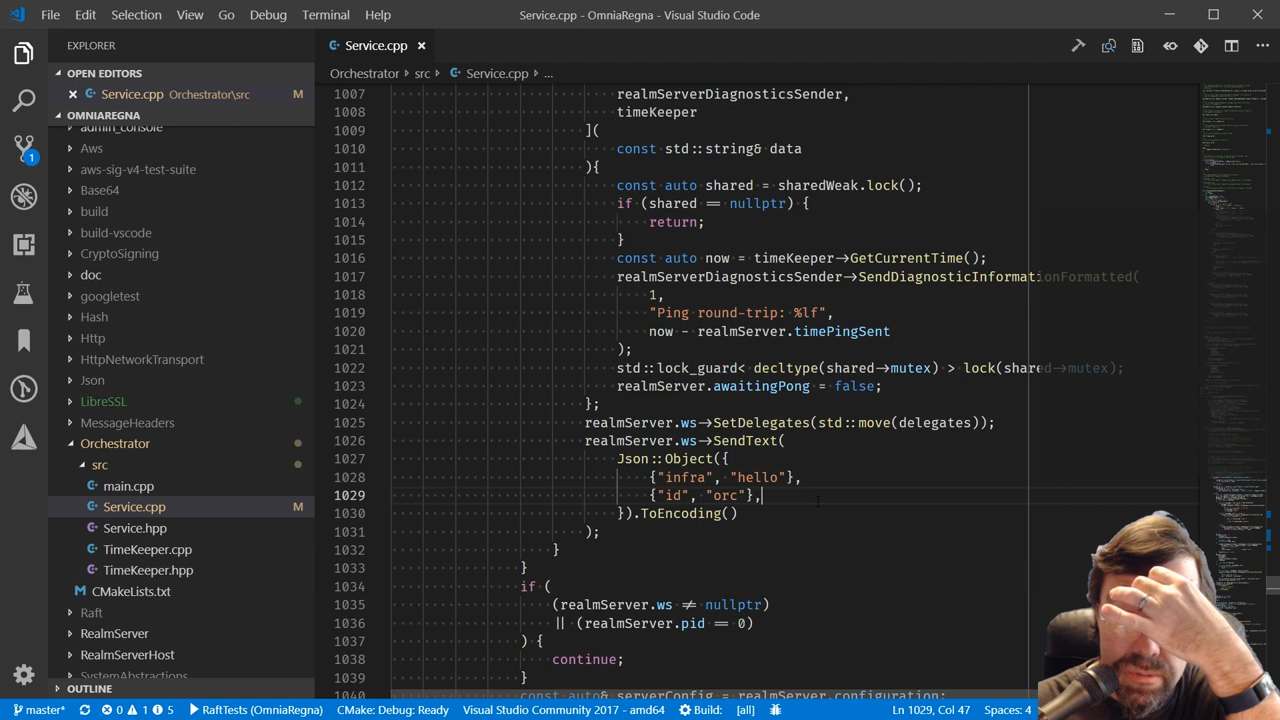 File Edit Selection View Go Debug Terminal Help Service.cpp - OmniaRegna - Visual Studio Code
EXPLORER
OPEN EDITORS
Service.cpp Orchestrator\src M
OMNIAREGNA
admin_console
Aws
aws-sig-v4-test-suite
Base64
build
build-vscode
CryptoSigning
doc
googletest
Hash
Http
HttpNetworkTransport
Json
LibreSSL
MessageHeaders
Orchestrator
src
main.cpp
Service.cpp M
Service.hpp
TimeKeeper.cpp
TimeKeeper.hpp
CMakeLists.txt
Raft
RealmServer
RealmServerHost
SystemAbstractions
OUTLINE
1
Service.cpp
Orchestrator › src › Service.cpp › ...
1007 realmServerDiagnosticsSender,
1008 timeKeeper
1009 ](
1010 const std::string& data
1011 ){
1012 const auto shared = sharedWeak.lock();
1013 if (shared == nullptr) {
1014 return;
1015 }
1016 const auto now = timeKeeper->GetCurrentTime();
1017 realmServerDiagnosticsSender->SendDiagnosticInformationFormatted(
1018 1,
1019 "Ping round-trip: %lf",
1020 now - realmServer.timePingSent
1021 );
1022 std::lock_guard< decltype(shared->mutex) > lock(shared->mutex);
1023 realmServer.awaitingPong = false;
1024 };
1025 realmServer.ws->SetDelegates(std::move(delegates));
1026 realmServer.ws->SendText(
1027 Json::Object({
1028 {"infra", "hello"},
1029 {"id", "orc"},
1030 }).ToEncoding()
1031 );
1032 }
1033 }
1034 if (
1035 (realmServer.ws != nullptr)
1036 || (realmServer.pid == 0)
1037 ) {
1038 continue;
1039 }
1040 const auto& serverConfig = realmServer.configuration;
master* 0 1 5 RaftTests (OmniaRegna) CMake: Debug: Ready Visual Studio Community 2017 - amd64 Build: [all] Ln 1029, Col 47 Spaces: 4